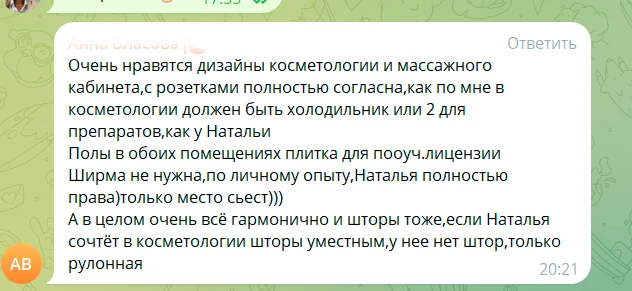 17:55
Анна Власова
Ответить
Очень нравятся дизайны косметологии и массажного
кабинета,с розетками полностью согласна,как по мне в
косметологии должен быть холодильник или 2 для
препаратов,как у Натальи
Полы в обоих помещениях плитка для пооуч.лицензии
Ширма не нужна,по личному опыту,Наталья полностью
права)только место сьест)))
А в целом очень всё гармонично и шторы тоже,если Наталья
сочтёт в косметологии шторы уместным,у нее нет штор,только
рулонная
20:21
АВ